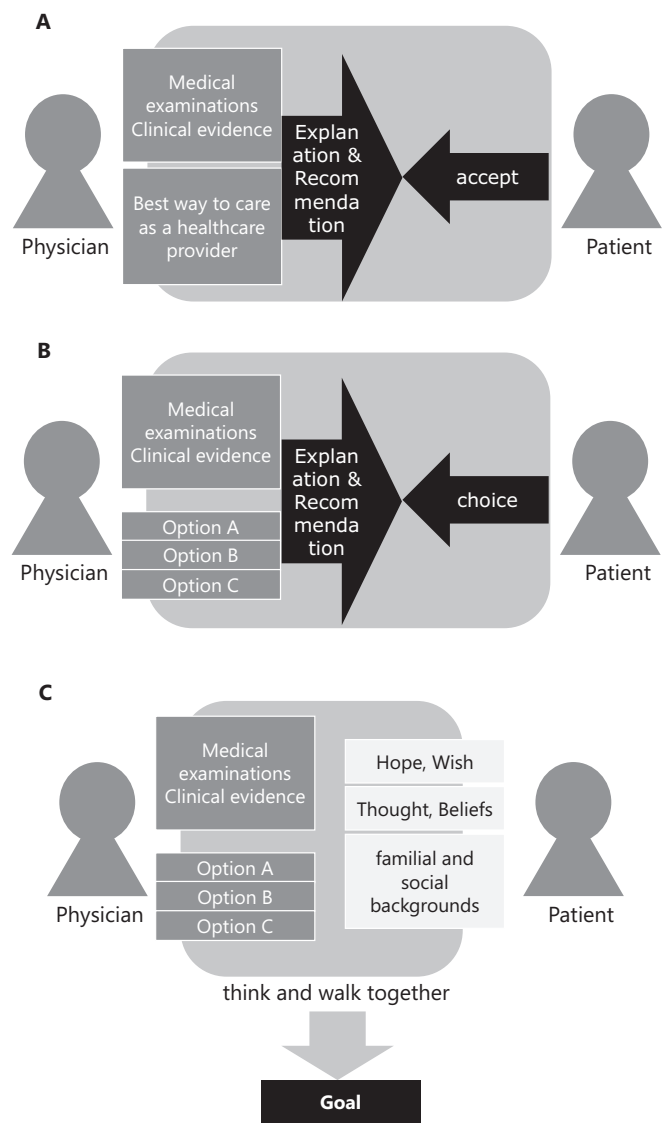 A
Medical
examinations
Clinical evidence
Best way to care
as a healthcare
provider
Explan
ation &
Recom
menda
tion
accept
Physician
Patient
B
Medical
examinations
Clinical evidence
Option A
Option B
Option C
Explan
ation &
Recom
menda
tion
choice
Physician
Patient
C
Medical
examinations
Clinical evidence
Option A
Option B
Option C
Hope, Wish
Thought, Beliefs
familial and
social
backgrounds
Physician
Patient
think and walk together
Goal